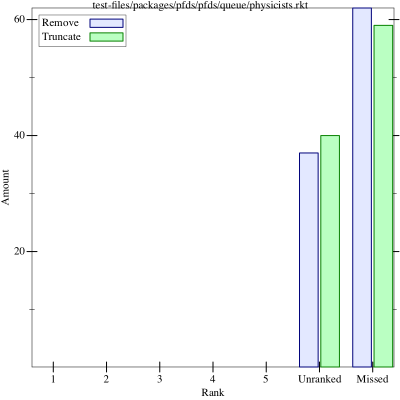 test-files/packages/pfds/pfds/queue/physicists.rkt
Remove
Truncate
60
40
20
Amount
1 2 3 4 5 Unranked Missed
Rank